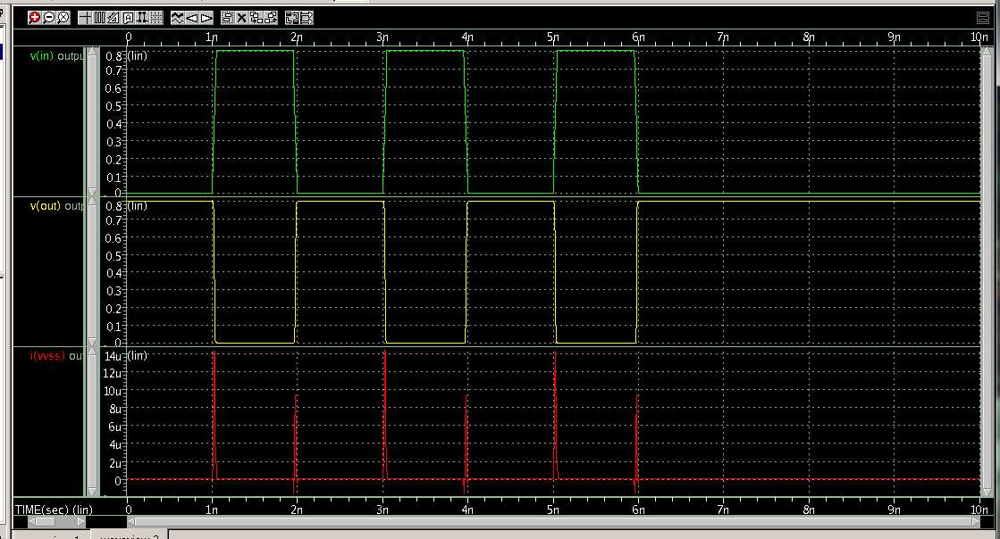 0 1n 2n 3n 4n 5n 6n 7n 8n 9n 10n
v(in) outpu 0.8 (lin)
0.7
0.6
0.5
0.4
0.3
0.2
0.1
0
v(out) outp 0.8 (lin)
0.7
0.6
0.5
0.4
0.3
0.2
0.1
0
i(vvss) ou 14u (lin)
12u
10u
8u
6u
4u
2u
0
TIME(sec) (lin) 0 1n 2n 3n 4n 5n 6n 7n 8n 9n 10n